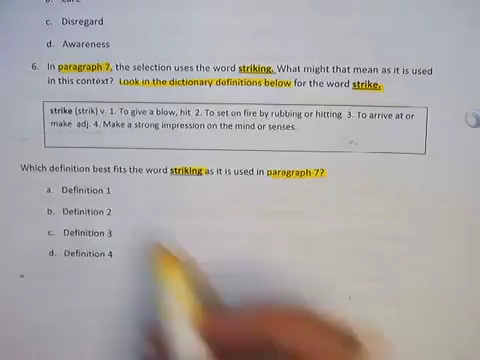 c. Disregard
d. Awareness
6. In paragraph 7, the selection uses the word striking. What might that mean as it is used
in this context? Look in the dictionary definitions below for the word strike.
strike (strik) v. 1. To give a blow, hit 2. To set on fire by rubbing or hitting 3. To arrive at or
make adj. 4. Make a strong impression on the mind or senses.
Which definition best fits the word striking as it is used in paragraph 7?
a. Definition 1
b. Definition 2
c. Definition 3
d. Definition 4